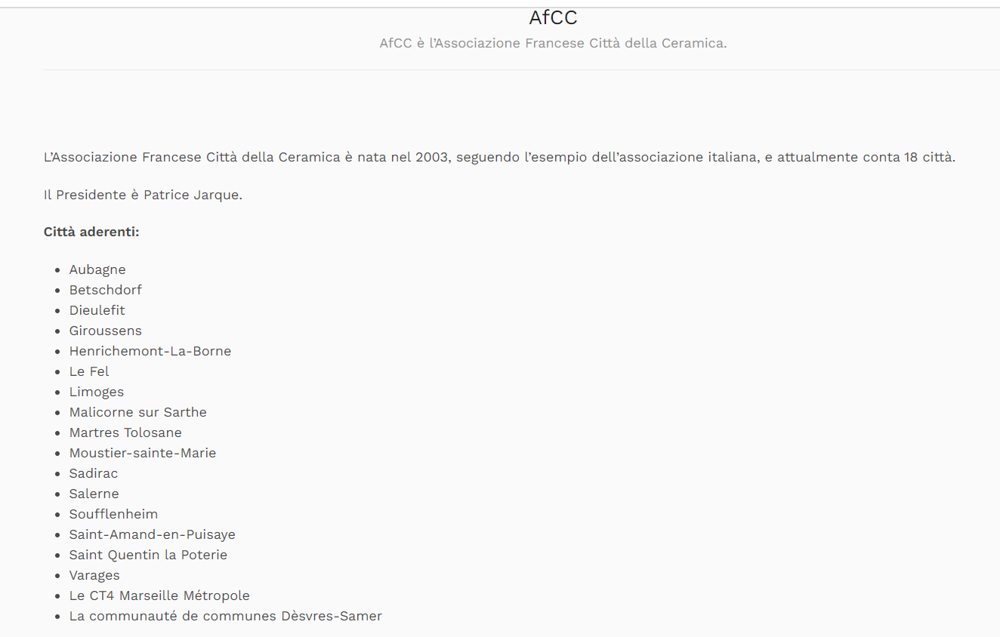 AfCC
AfCC è l’Associazione Francese Città della Ceramica.
L’Associazione Francese Città della Ceramica è nata nel 2003, seguendo l’esempio dell’associazione italiana, e attualmente conta 18 città.
Il Presidente è Patrice Jarque.
Città aderenti:
Aubagne
Betschdorf
Dieulefit
Giroussens
Henrichemont-La-Borne
Le Fel
Limoges
Malicorne sur Sarthe
Martres Tolosane
Moustier-sainte-Marie
Sadirac
Salerne
Soufflenheim
Saint-Amand-en-Puisaye
Saint Quentin la Poterie
Varages
Le CT4 Marseille Métropole
La communauté de communes Dèsvres-Samer